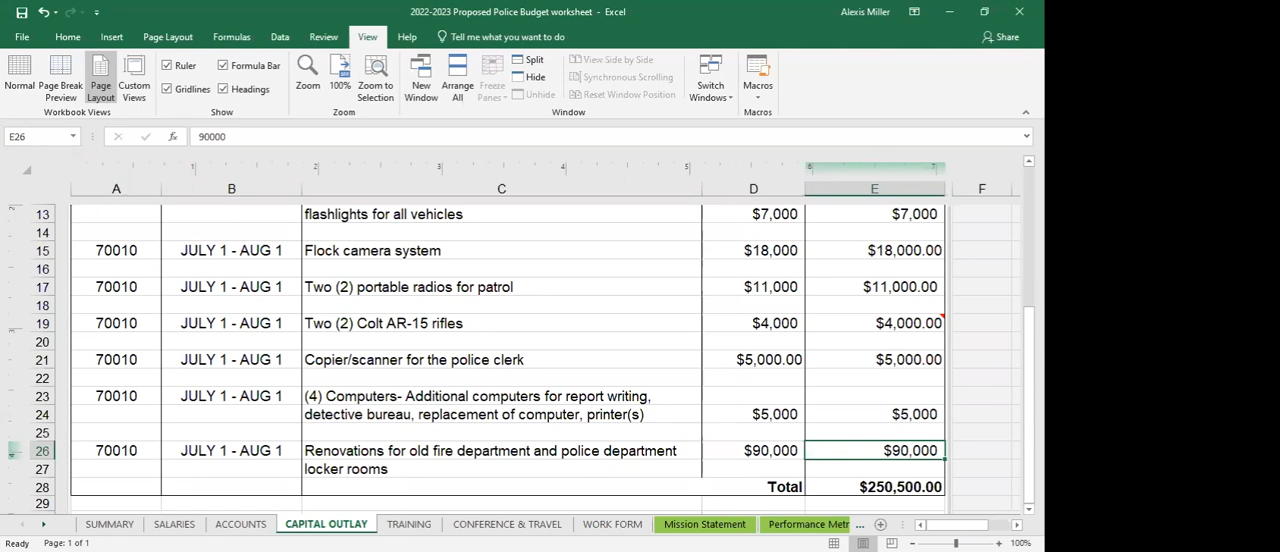 2022-2023 Proposed Police Budget worksheet - Excel
Alexis Miller
File Home Insert Page Layout Formulas Data Review View Help Tell me what you want to do
Share
Normal
Page Break Preview
Page Layout
Custom Views
Workbook Views
Ruler
Formula Bar
Gridlines
Headings
Show
Zoom
100%
Zoom to Selection
Zoom
New Window
Arrange All
Freeze Panes
Split
Hide
Unhide
View Side by Side
Synchronous Scrolling
Reset Window Position
Window
Switch Windows
Macros
Macros
E26 fx 90000
1 2 3 4 5 6 7
A B C D E F
13 flashlights for all vehicles $7,000 $7,000
14
15 70010 JULY 1 - AUG 1 Flock camera system $18,000 $18,000.00
16
17 70010 JULY 1 - AUG 1 Two (2) portable radios for patrol $11,000 $11,000.00
18
19 70010 JULY 1 - AUG 1 Two (2) Colt AR-15 rifles $4,000 $4,000.00
20
21 70010 JULY 1 - AUG 1 Copier/scanner for the police clerk $5,000.00 $5,000.00
22
23 70010 JULY 1 - AUG 1 (4) Computers- Additional computers for report writing,
24 detective bureau, replacement of computer, printer(s) $5,000 $5,000
25
26 70010 JULY 1 - AUG 1 Renovations for old fire department and police department $90,000 $90,000
27 locker rooms
28 Total $250,500.00
29
SUMMARY SALARIES ACCOUNTS CAPITAL OUTLAY TRAINING CONFERENCE & TRAVEL WORK FORM Mission Statement Performance Metr ...
Ready Page: 1 of 1 100%